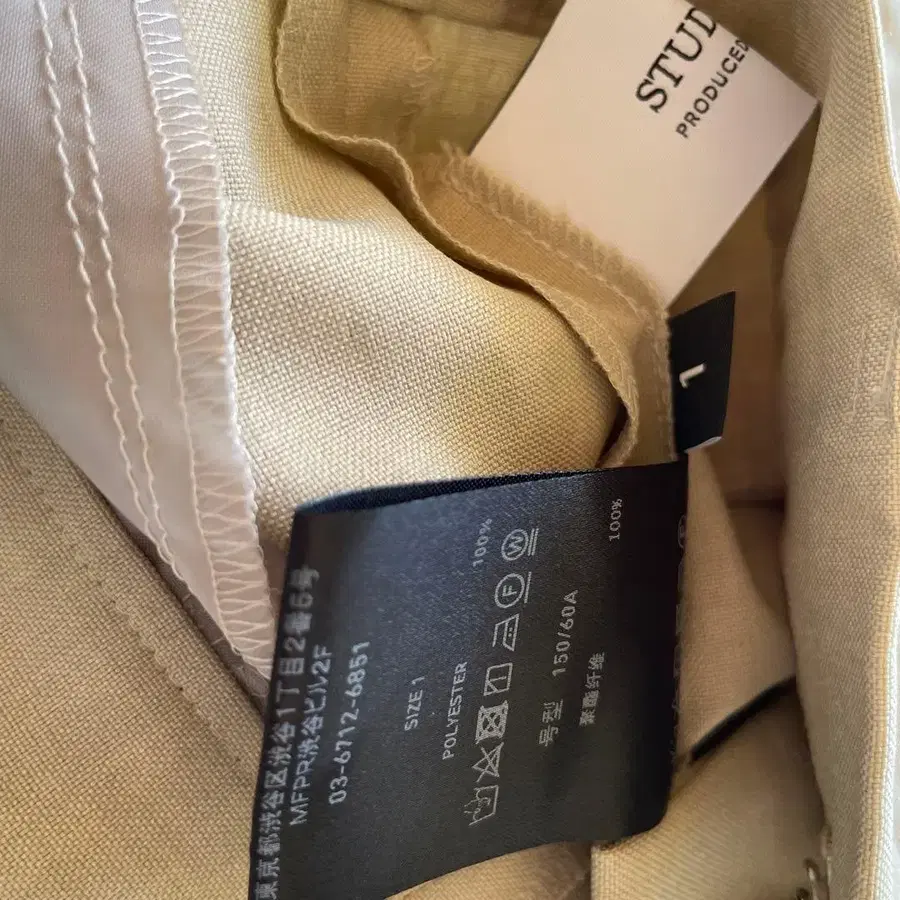 STUD
PRODUCED
1
東京都渋谷区渋谷1丁目2番6号
MFPR渋谷ビル2F
03-6712-6851
SIZE 1
POLYESTER 100%
W
F
号型 150/60A
聚酯纤维 100%